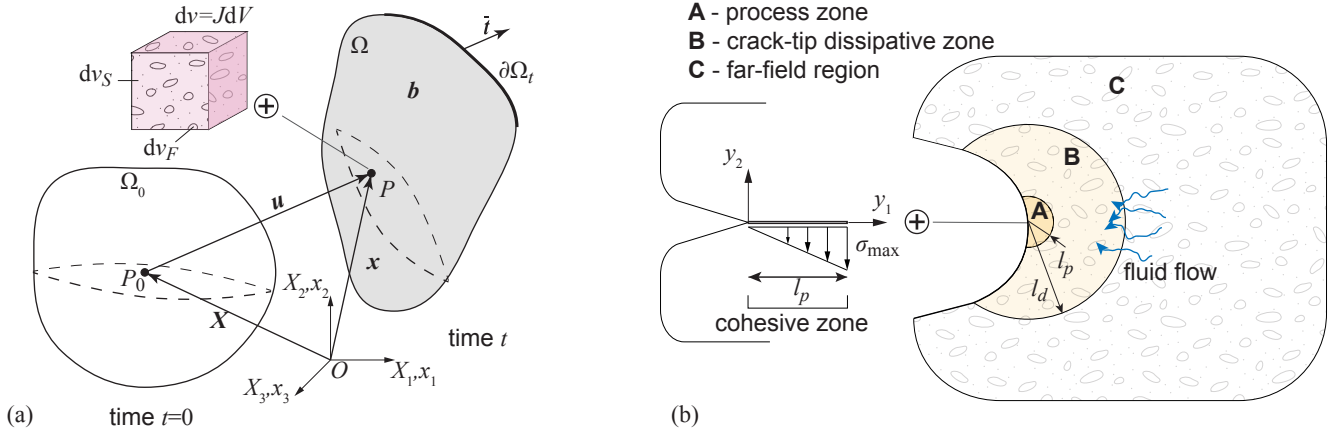 dv=JdV
dv_S
dv_F
Ω
t̄
∂Ω_t
b
Ω_0
u
P
P_0
x
X
X_2,x_2
O
X_1,x_1
X_3,x_3
time t
(a)
time t=0
A - process zone
B - crack-tip dissipative zone
C - far-field region
C
B
A
y_2
y_1
σ_max
l_p
cohesive zone
l_p
l_d
fluid flow
(b)